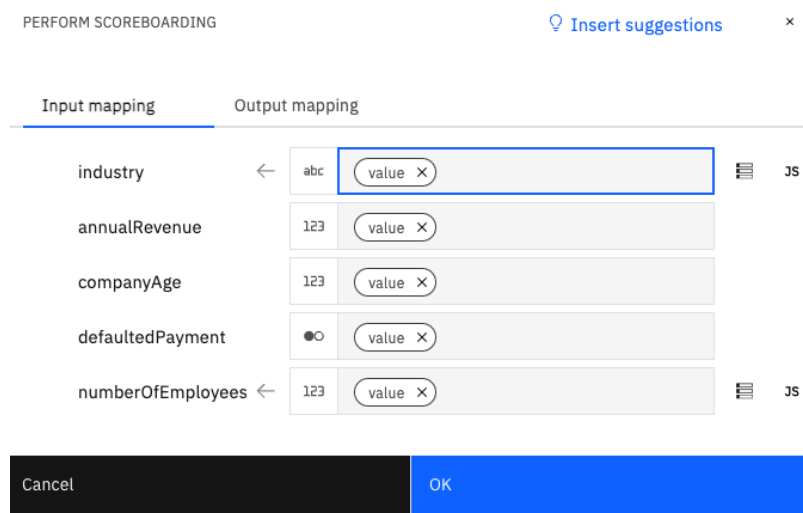 PERFORM SCOREBOARDING Insert suggestions ×
Input mapping Output mapping
industry ← abc value × JS
annualRevenue 123 value ×
companyAge 123 value ×
defaultedPayment value ×
numberOfEmployees ← 123 value × JS
Cancel OK